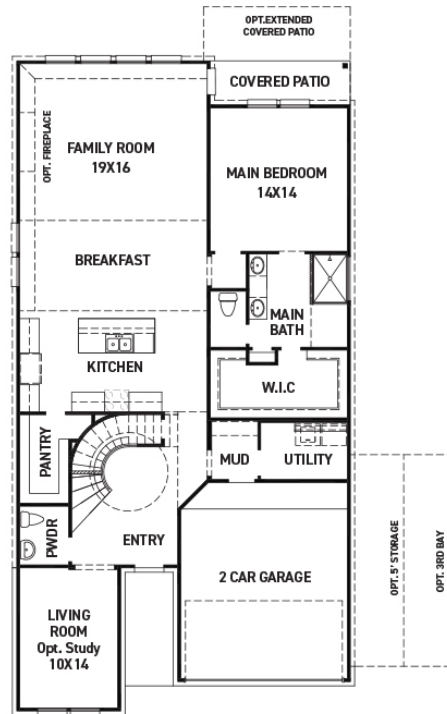 OPT.EXTENDED
COVERED PATIO
COVERED PATIO
OPT. FIREPLACE
FAMILY ROOM
19X16
MAIN BEDROOM
14X14
BREAKFAST
MAIN
BATH
KITCHEN
W.I.C
PANTRY
MUD
UTILITY
PWDR
ENTRY
2 CAR GARAGE
OPT. 5' STORAGE
OPT. 3RD BAY
LIVING
ROOM
Opt. Study
10X14